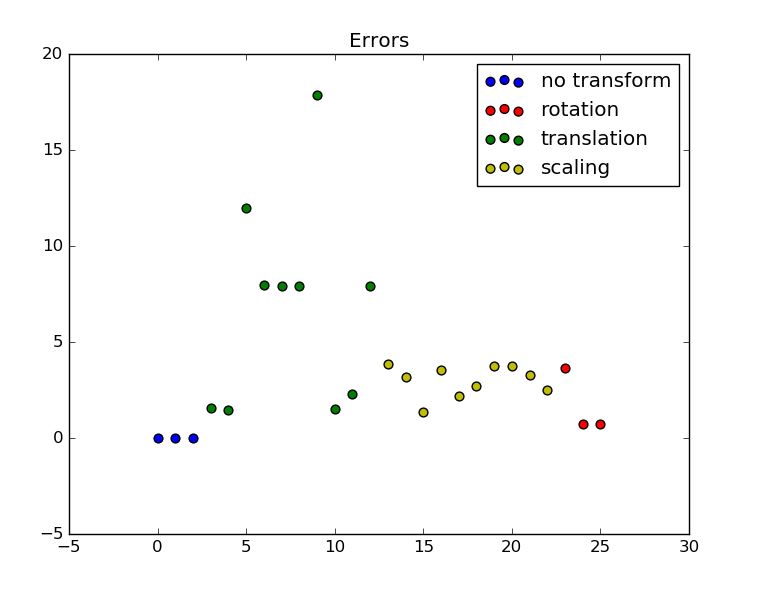 Errors
20
15
10
5
0
−5
−5 0 5 10 15 20 25 30
no transform
rotation
translation
scaling